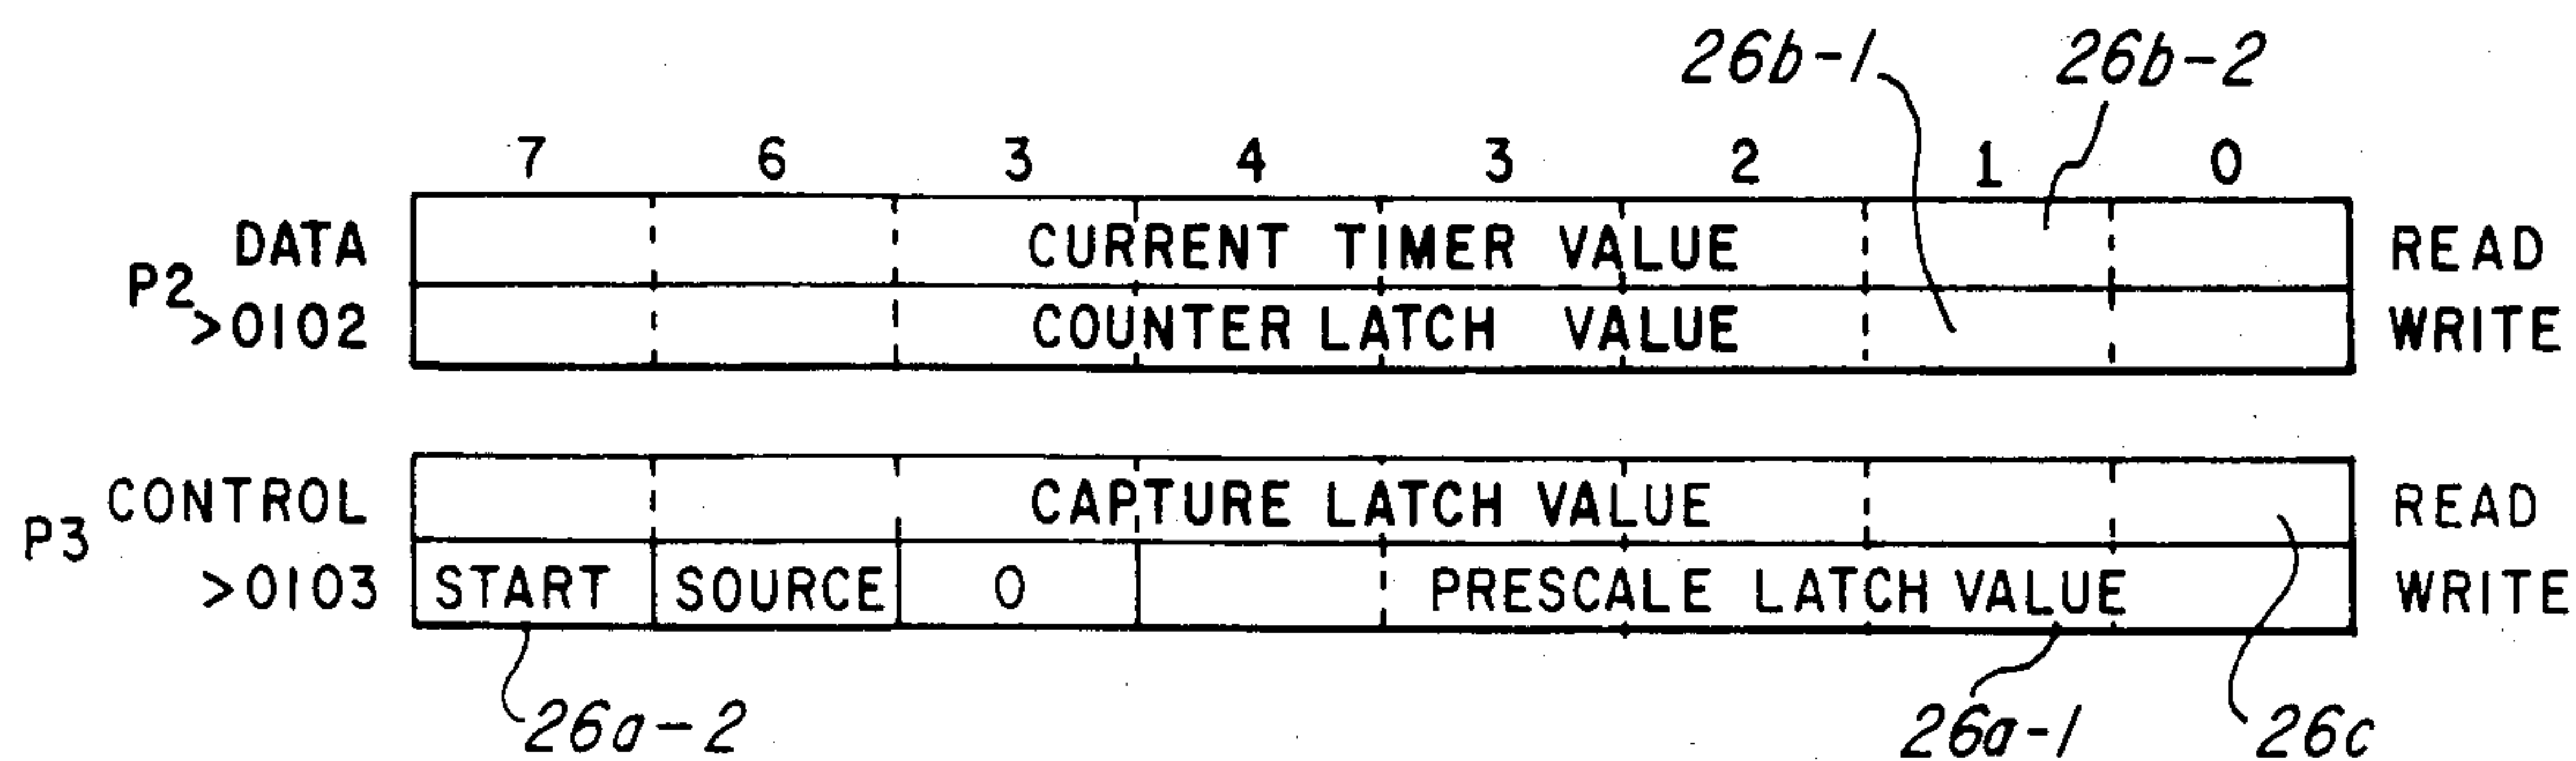 26b-1 26b-2
7 6 3 4 3 2 1 0
DATA CURRENT TIMER VALUE READ
P2
>0102 COUNTER LATCH VALUE WRITE
CONTROL CAPTURE LATCH VALUE READ
P3
>0103 START SOURCE 0 PRESCALE LATCH VALUE WRITE
26a-2 26a-1 26c